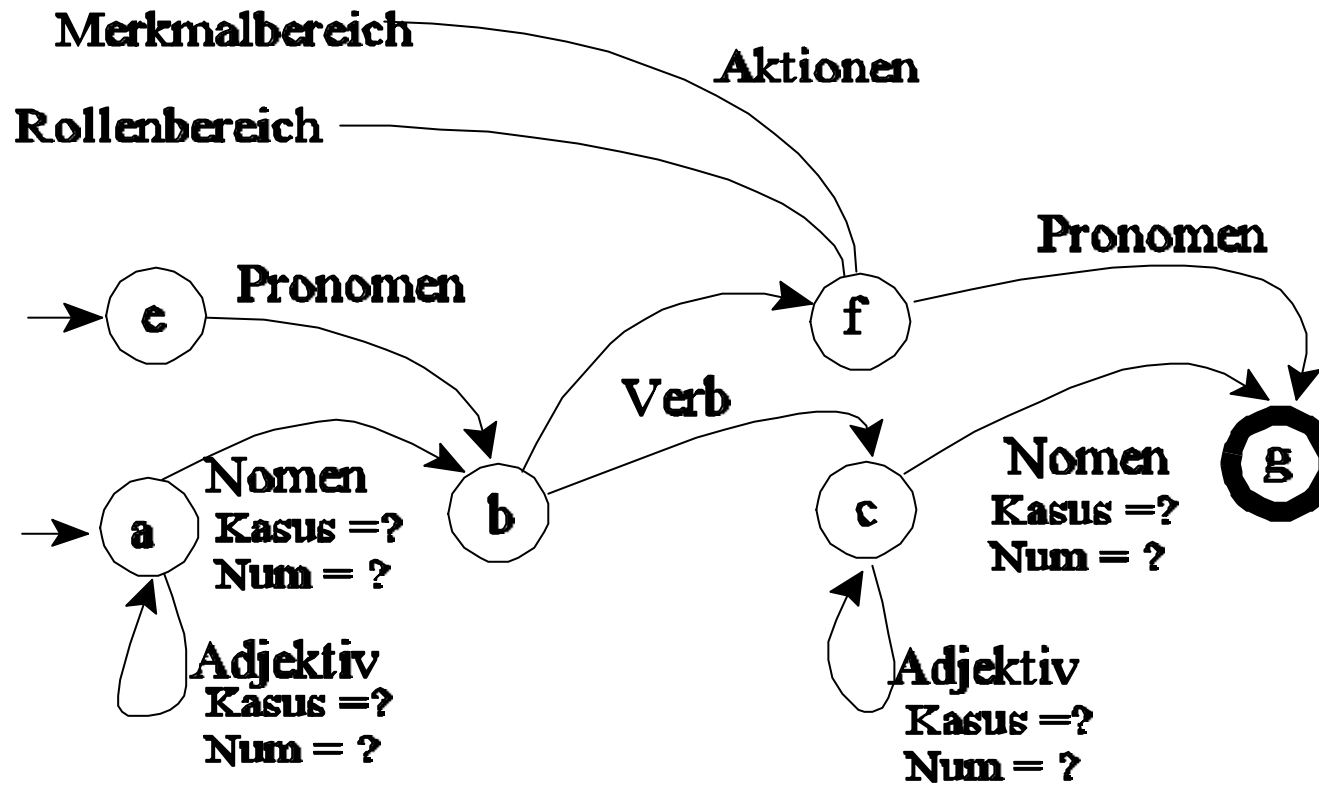 Merkmalbereich
Aktionen
Rollenbereich
Pronomen
Pronomen
e
f
Verb
Nomen
Kasus =?
Num = ?
a
b
c
Nomen
Kasus =?
Num = ?
g
Adjektiv
Kasus =?
Num = ?
Adjektiv
Kasus =?
Num = ?